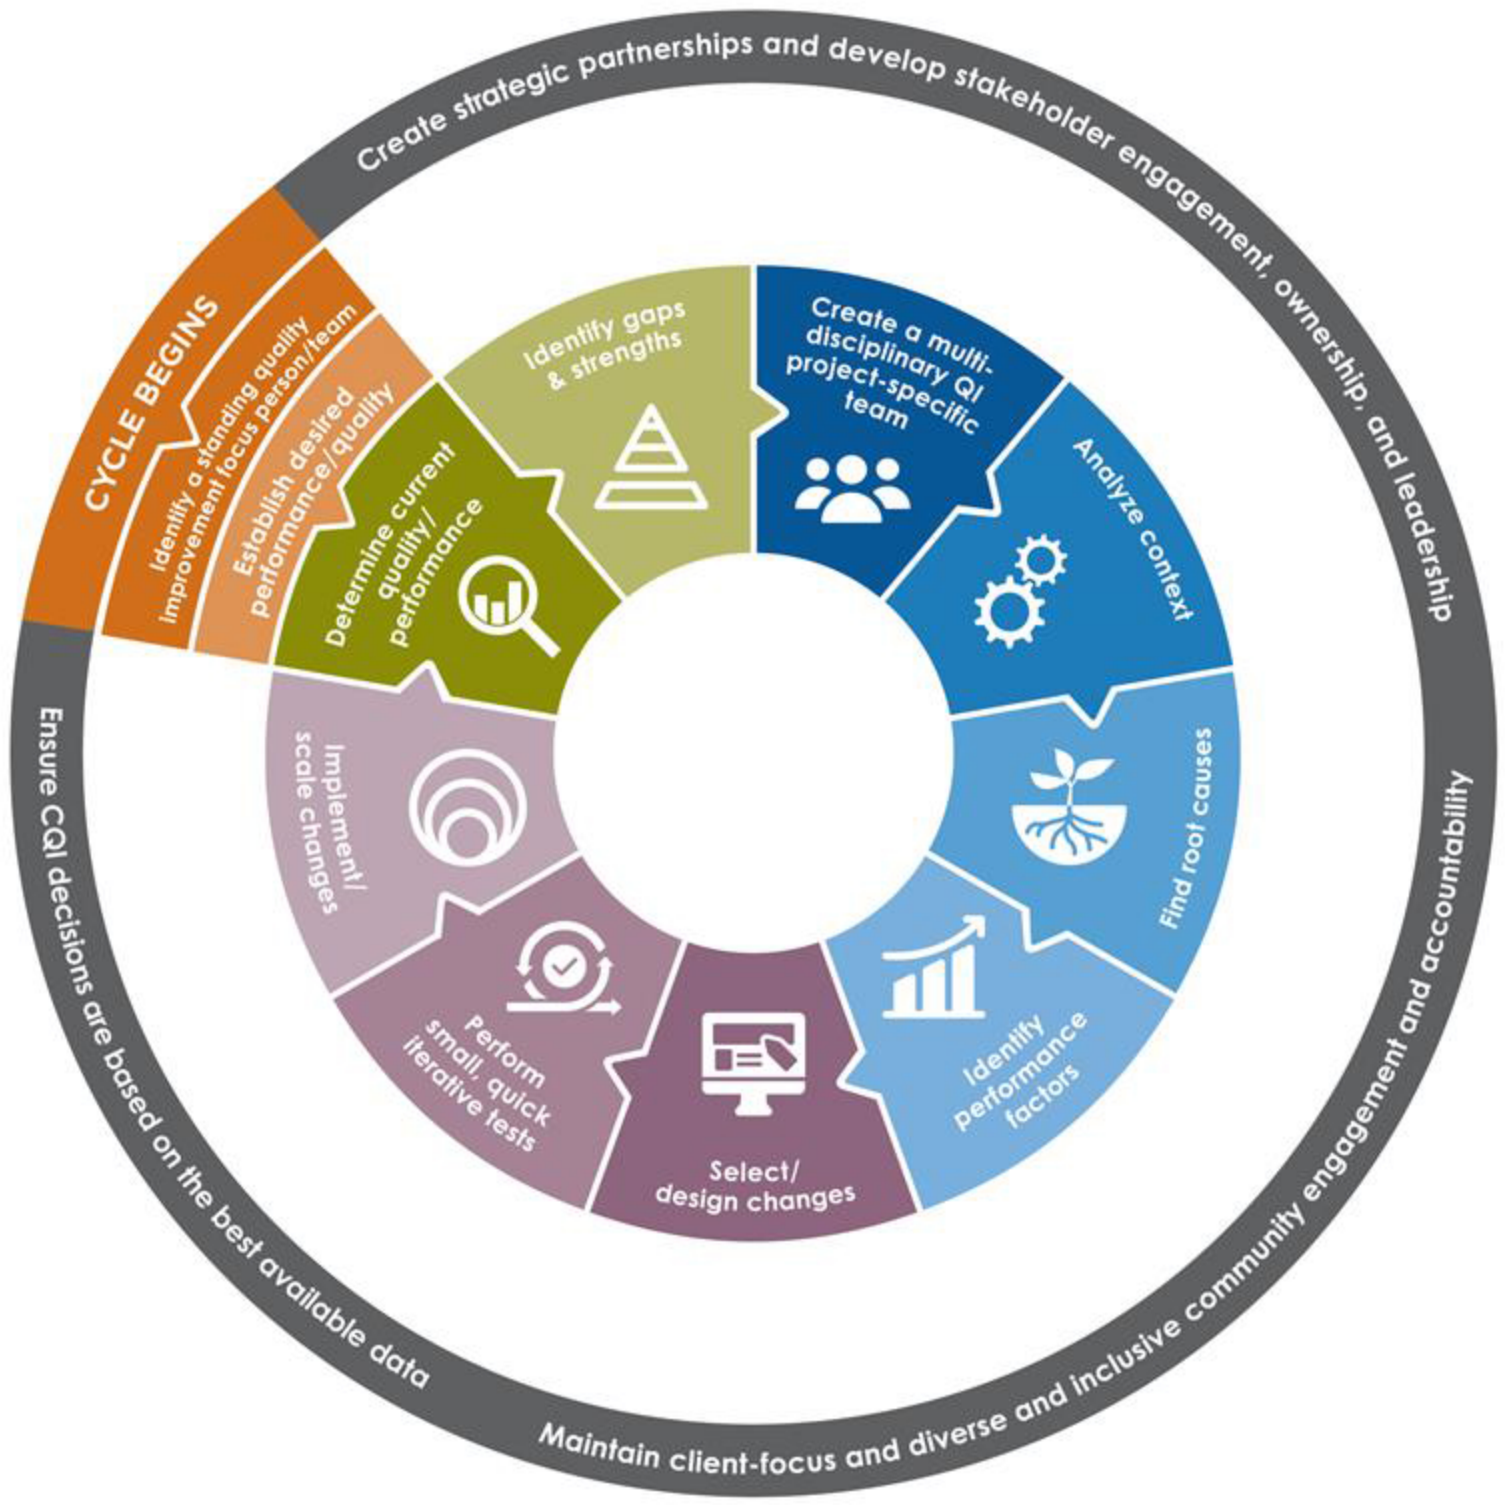 Create strategic partnerships and develop stakeholder engagement, ownership, and leadership
Maintain client-focus and diverse and inclusive community engagement and accountability
Ensure CQI decisions are based on the best available data
CYCLE BEGINS
Identify a standing quality
improvement focus person/team
Establish desired
performance/quality
Determine current
quality/
performance
Identify gaps
& strengths
Create a multi-
disciplinary QI
project-specific
team
Analyze context
Find root causes
Identify
performance
factors
Select/
design changes
Perform
small, quick
iterative tests
Implement/
scale changes